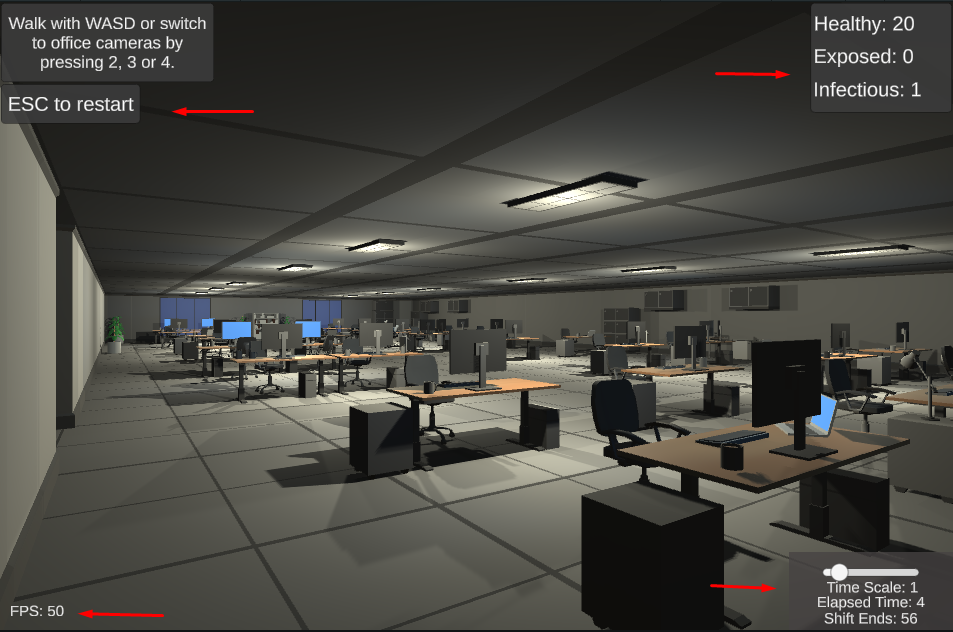 Walk with WASD or switch
to office cameras by
pressing 2, 3 or 4.
ESC to restart
Healthy: 20
Exposed: 0
Infectious: 1
FPS: 50
Time Scale: 1
Elapsed Time: 4
Shift Ends: 56